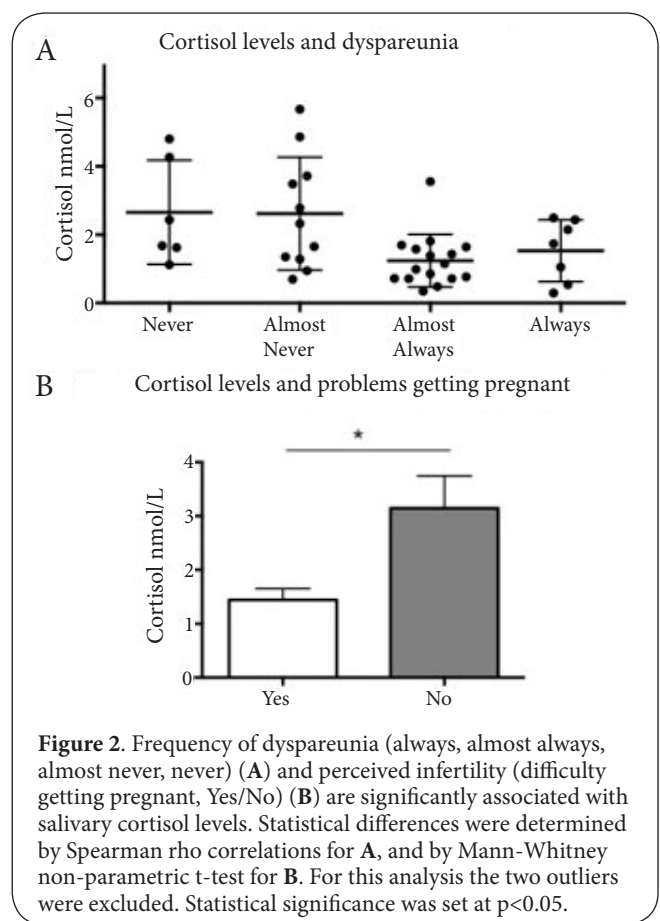 A
Cortisol levels and dyspareunia
Cortisol nmol/L
6
4
2
0
Never
Almost
Never
Almost
Always
Always
B
Cortisol levels and problems getting pregnant
*
Cortisol nmol/L
4
3
2
1
0
Yes
No
Figure 2. Frequency of dyspareunia (always, almost always,
almost never, never) (A) and perceived infertility (difficulty
getting pregnant, Yes/No) (B) are significantly associated with
salivary cortisol levels. Statistical differences were determined
by Spearman rho correlations for A, and by Mann-Whitney
non-parametric t-test for B. For this analysis the two outliers
were excluded. Statistical significance was set at p<0.05.